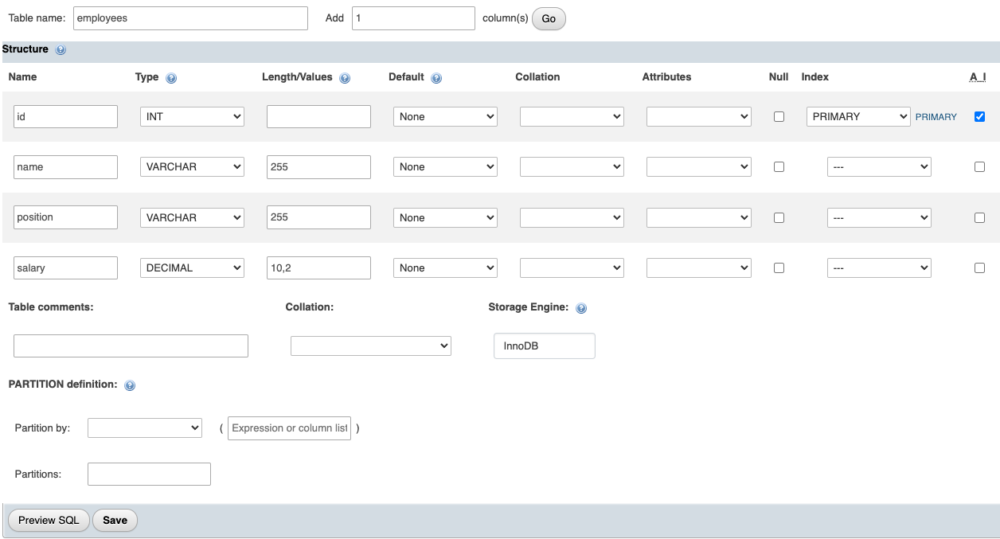 Table name: employees Add 1 column(s) Go
Structure
Name Type Length/Values Default Collation Attributes Null Index A_I
id INT None PRIMARY PRIMARY
name VARCHAR 255 None ---
position VARCHAR 255 None ---
salary DECIMAL 10,2 None ---
Table comments: Collation: Storage Engine:
InnoDB
PARTITION definition:
Partition by: ( Expression or column list )
Partitions:
Preview SQL Save